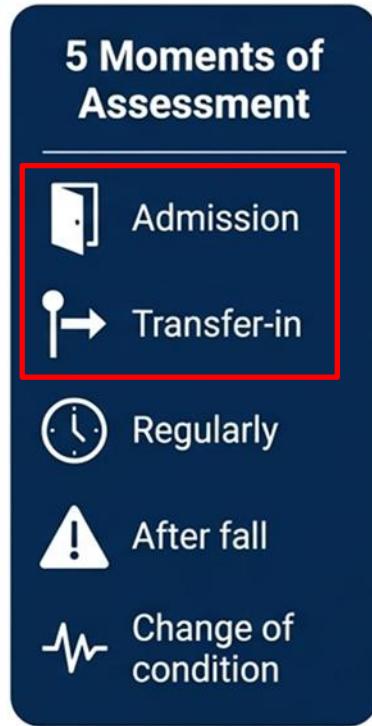 5 Moments of
Assessment
Admission
Transfer-in
Regularly
After fall
Change of
condition